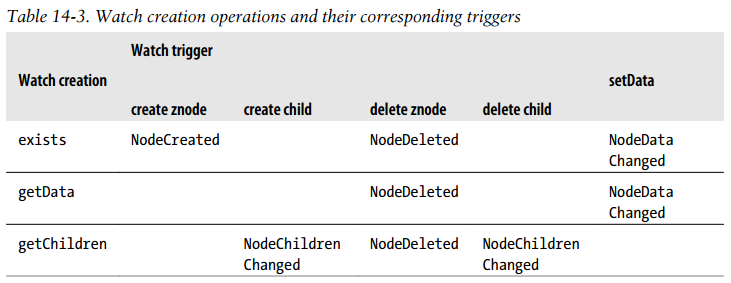 Table 14-3. Watch creation operations and their corresponding triggers
Watch trigger
Watch creation setData
create znode create child delete znode delete child
exists NodeCreated NodeDeleted NodeData
Changed
getData NodeDeleted NodeData
Changed
getChildren NodeChildren NodeDeleted NodeChildren
Changed Changed